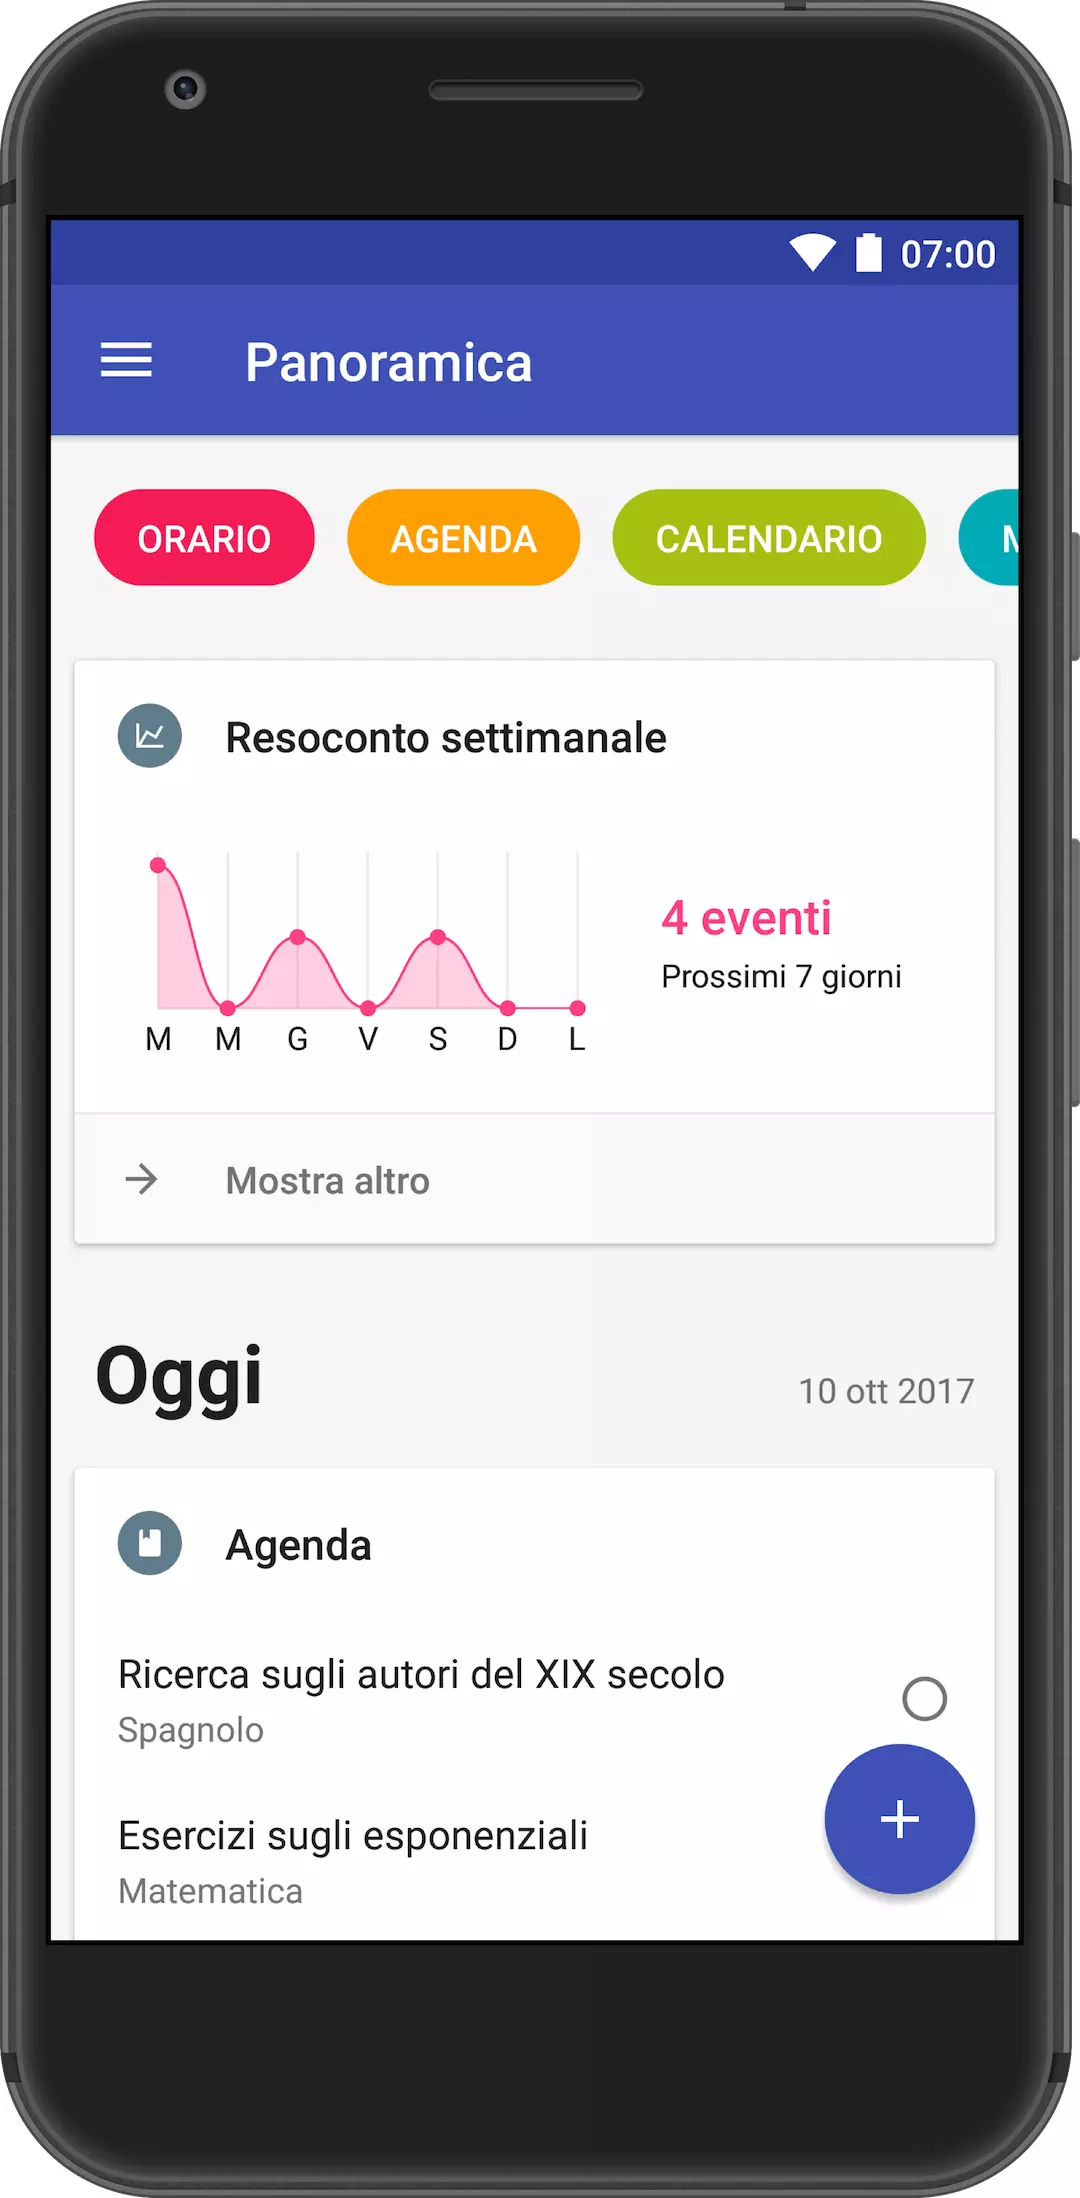 07:00
Panoramica
ORARIO AGENDA CALENDARIO M
Resoconto settimanale
4 eventi
Prossimi 7 giorni
M M G V S D L
Mostra altro
Oggi
10 ott 2017
Agenda
Ricerca sugli autori del XIX secolo
Spagnolo
Esercizi sugli esponenziali
Matematica